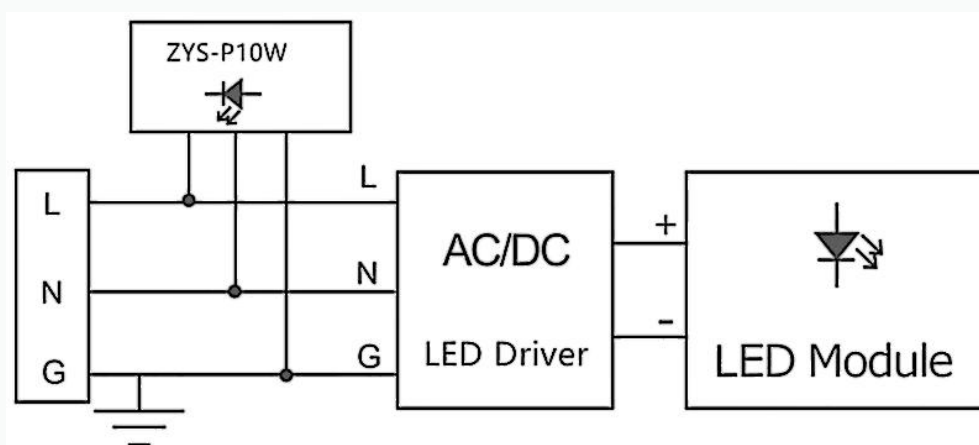 ZYS-P10W
L
N
G
L
N
G
AC/DC
LED Driver
+
-
LED Module